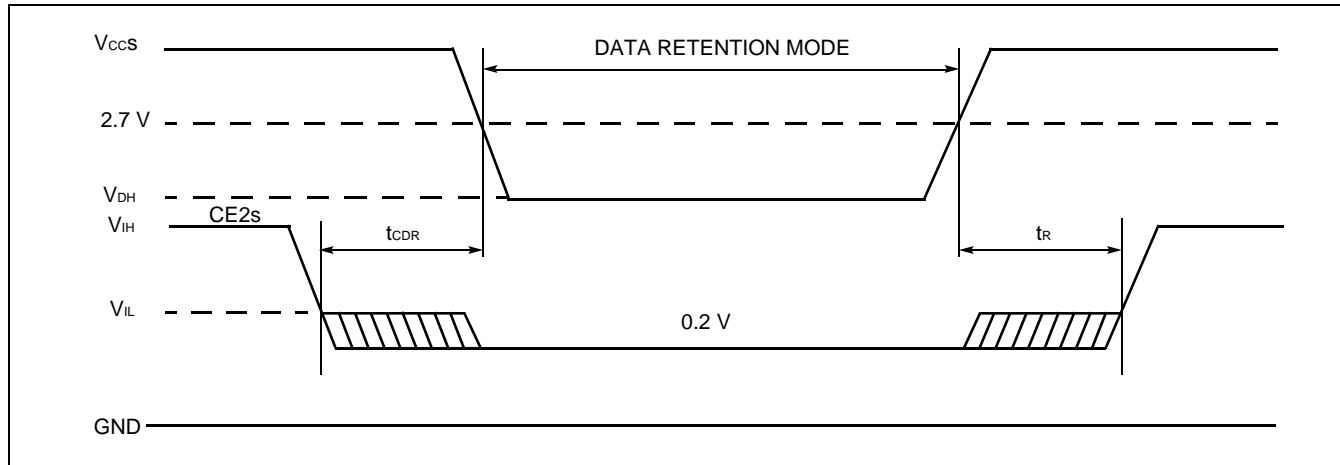 VCCS
DATA RETENTION MODE
2.7 V
VDH
VIH
CE2s
tCDR
tR
VIL
0.2 V
GND